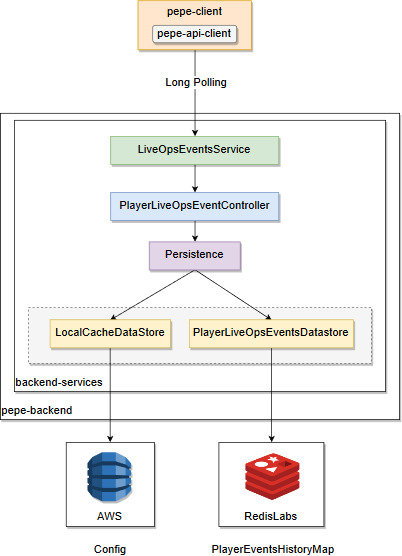 pepe-client
pepe-api-client
Long Polling
LiveOpsEventsService
PlayerLiveOpsEventController
Persistence
LocalCacheDataStore
PlayerLiveOpsEventsDatastore
backend-services
pepe-backend
AWS
RedisLabs
Config
PlayerEventsHistoryMap